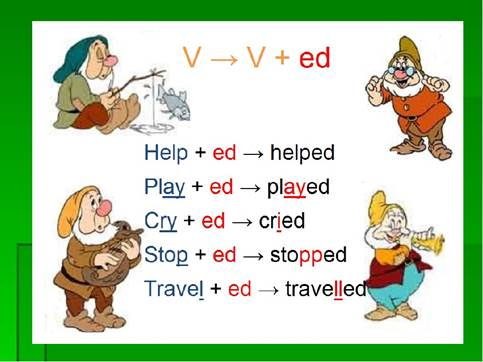 V → V + ed
Help + ed → helped
Play + ed → played
Cry + ed → cried
Stop + ed → stopped
Travel + ed → travelled